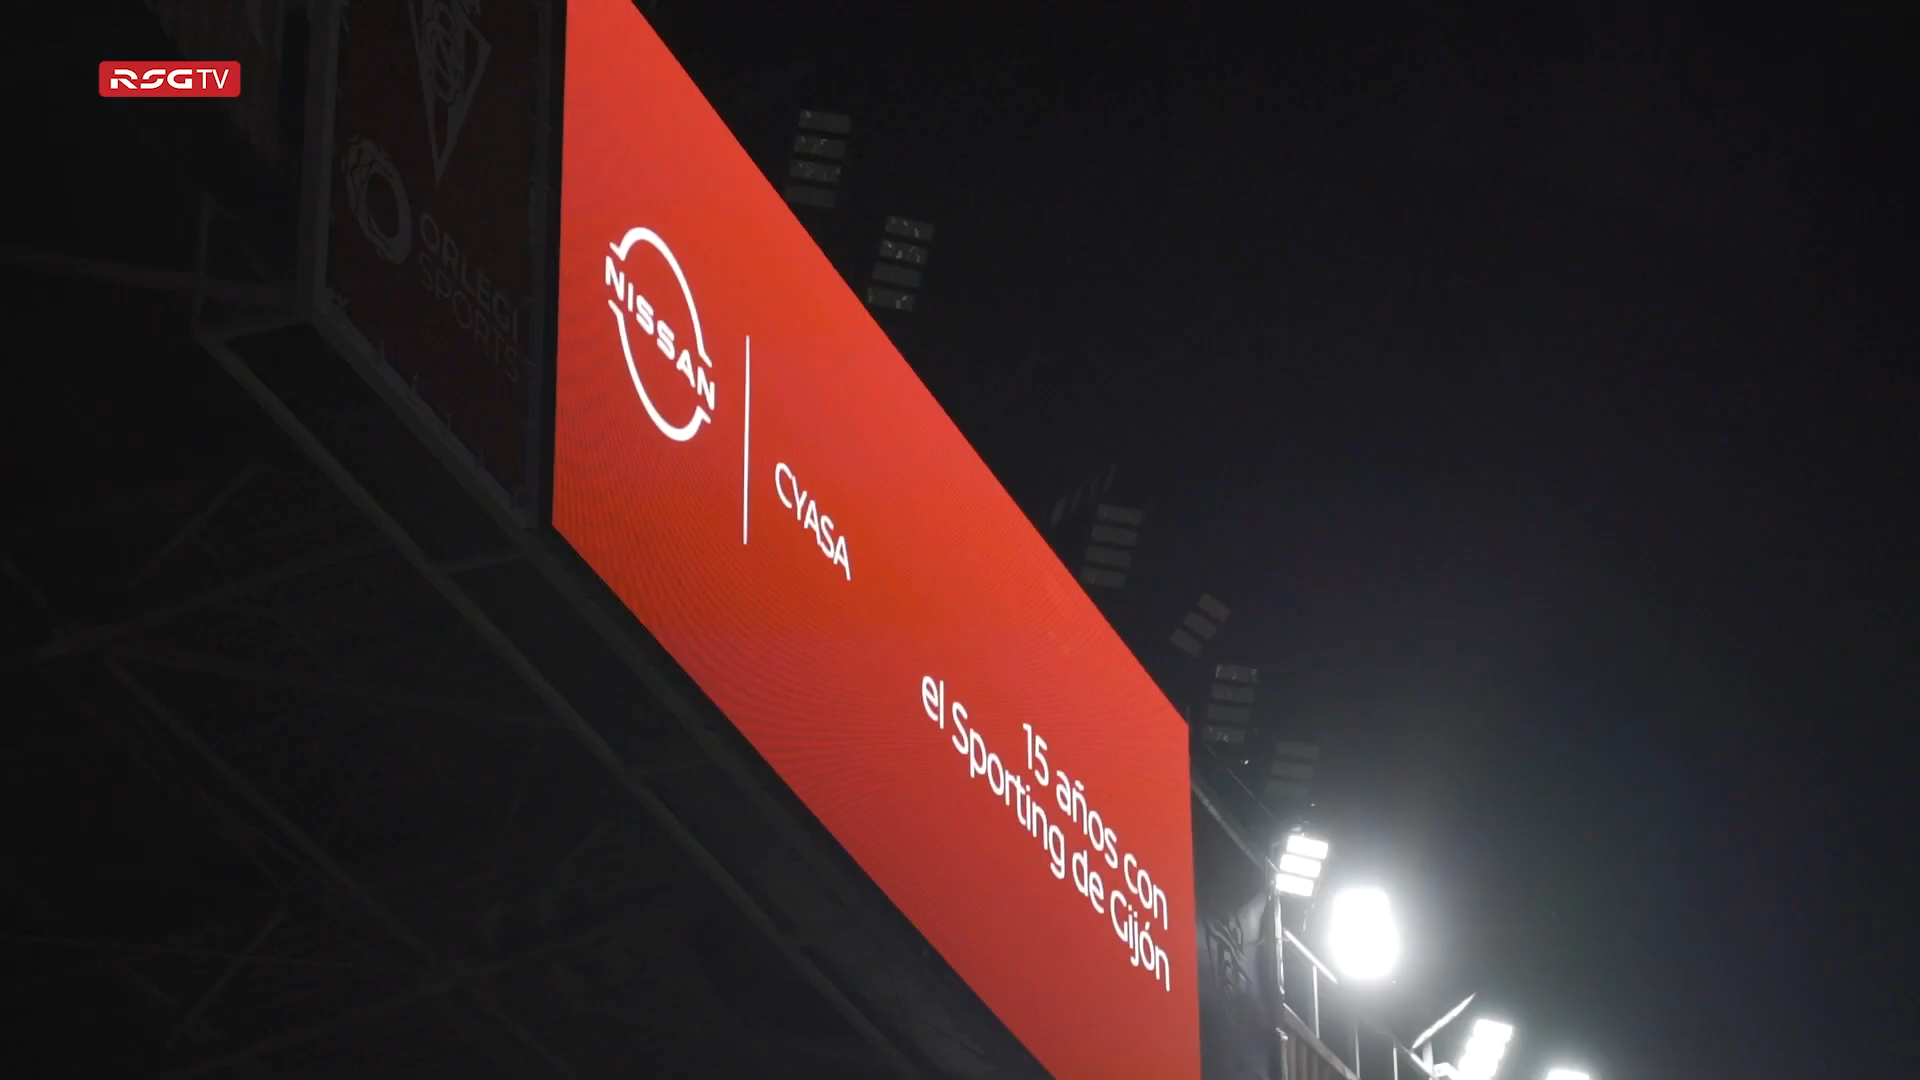 RSGTV
ORLEGI
SPORTS
NISSAN
CYASA
15 años con
el Sporting de Gijón